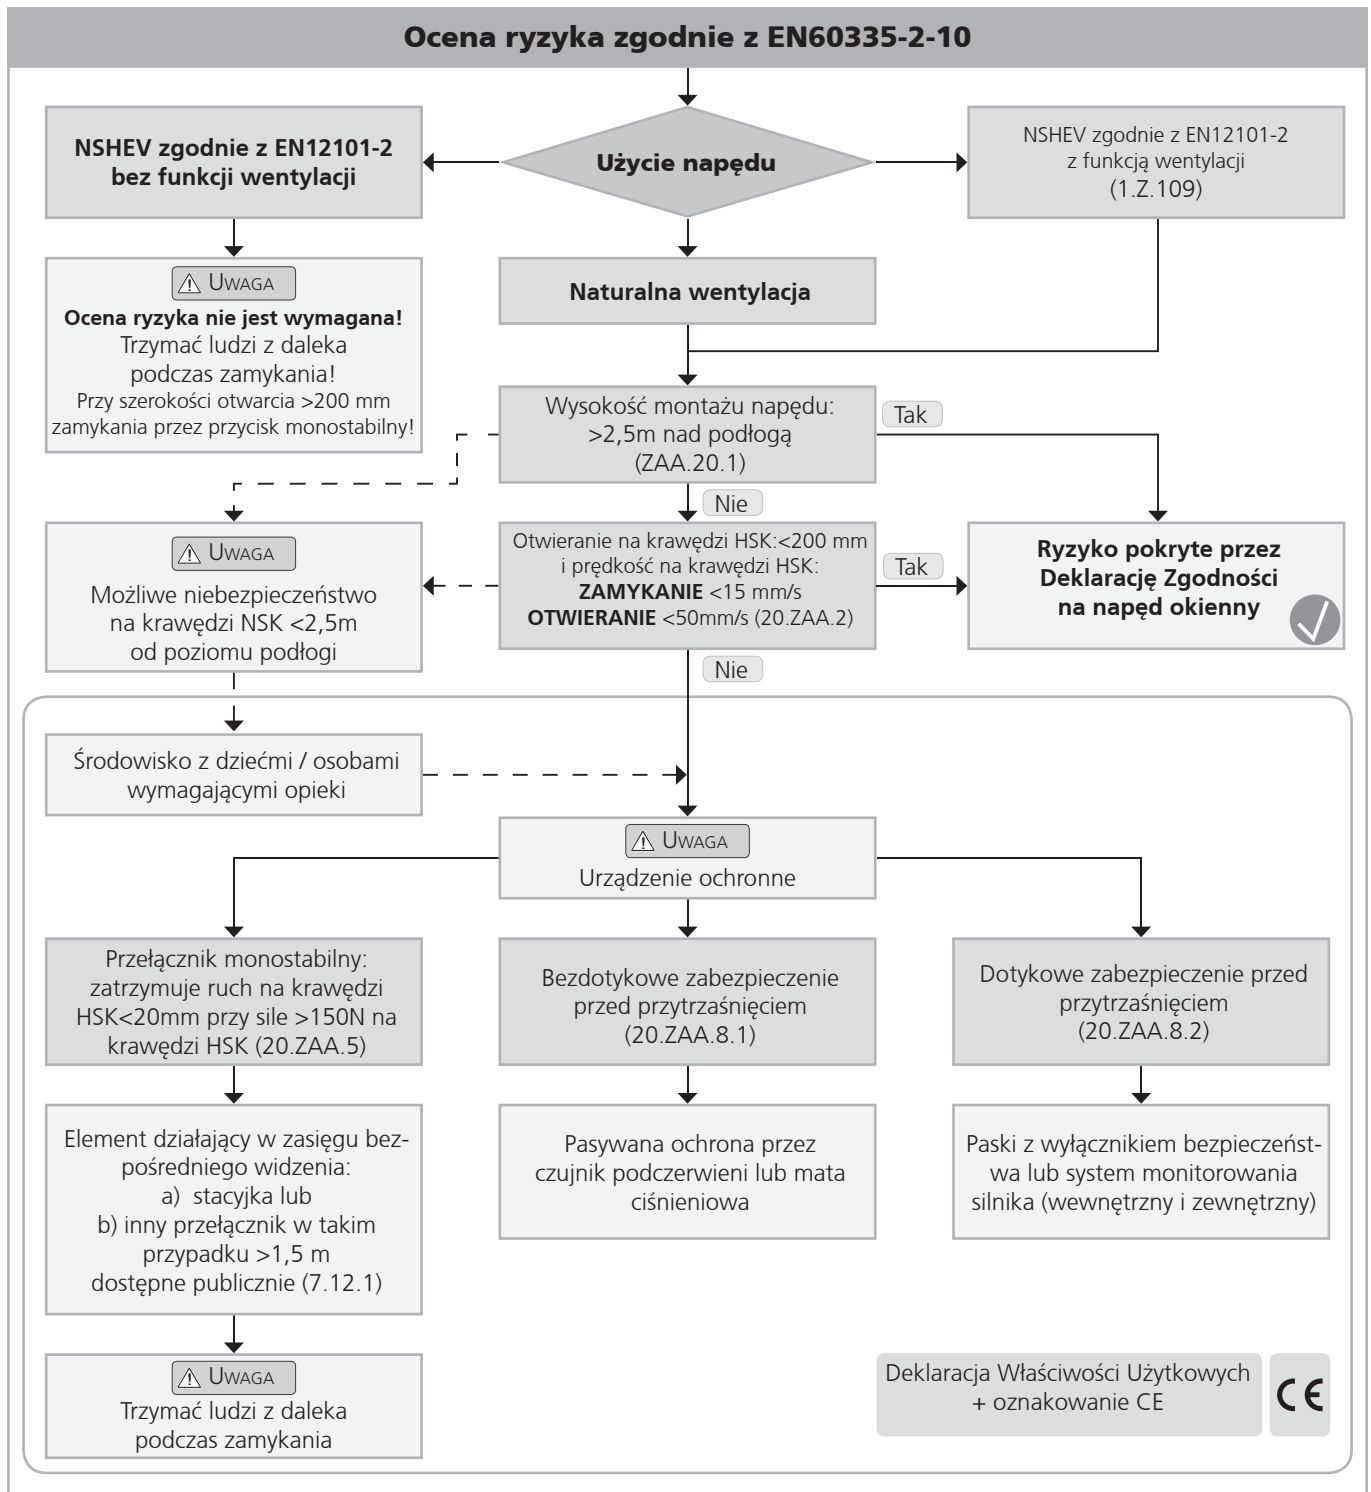 Ocena ryzyka zgodnie z EN60335-2-10
NSHEV zgodnie z EN12101-2
bez funkcji wentylacji
Użycie napędu
NSHEV zgodnie z EN12101-2
z funkcją wentylacji
(1.Z.109)
UWAGA
Ocena ryzyka nie jest wymagana!
Trzymać ludzi z daleka
podczas zamykania!
Przy szerokości otwarcia >200 mm
zamykania przez przycisk monostabilny!
Naturalna wentylacja
Wysokość montażu napędu:
>2,5m nad podłogą
(ZAA.20.1)
Tak
Nie
UWAGA
Możliwe niebezpieczeństwo
na krawędzi NSK <2,5m
od poziomu podłogi
Otwieranie na krawędzi HSK:<200 mm
i prędkość na krawędzi HSK:
ZAMYKANIE <15 mm/s
OTWIERANIE <50mm/s (20.ZAA.2)
Tak
Ryzyko pokryte przez
Deklarację Zgodności
na napęd okienny
Nie
Środowisko z dziećmi / osobami
wymagającymi opieki
UWAGA
Urządzenie ochronne
Przełącznik monostabilny:
zatrzymuje ruch na krawędzi
HSK<20mm przy sile >150N na
krawędzi HSK (20.ZAA.5)
Bezdotykowe zabezpieczenie
przed przytrzaśnięciem
(20.ZAA.8.1)
Dotykowe zabezpieczenie przed
przytrzaśnięciem
(20.ZAA.8.2)
Element działający w zasięgu bez-
pośredniego widzenia:
a) stacyjka lub
b) inny przełącznik w takim
przypadku >1,5 m
dostępne publicznie (7.12.1)
Pasywana ochrona przez
czujnik podczerwieni lub mata
ciśnieniowa
Paski z wyłącznikiem bezpieczeńst-
wa lub system monitorowania
silnika (wewnętrzny i zewnętrzny)
UWAGA
Trzymać ludzi z daleka
podczas zamykania
Deklaracja Właściwości Użytkowych
+ oznakowanie CE
CE